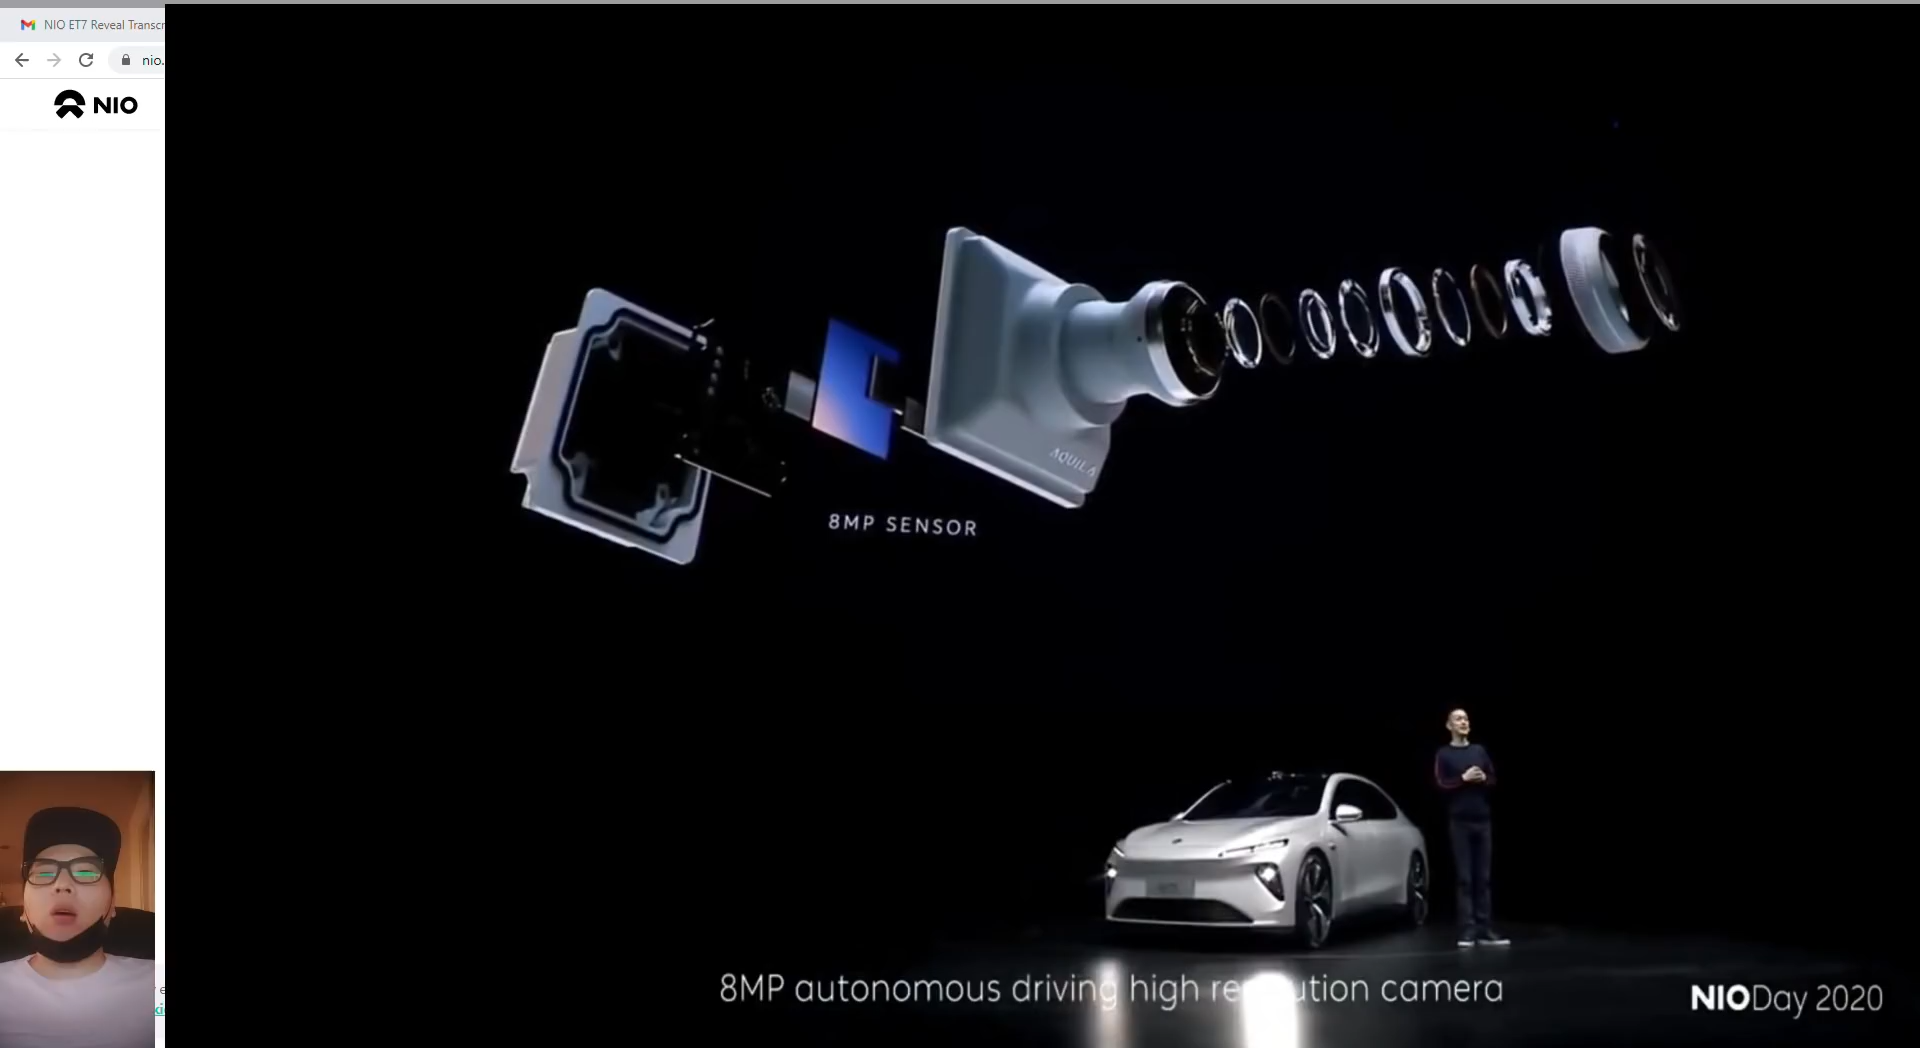 NIO ET7 Reveal Transcr
nio.
NIO
AQUILA
8MP SENSOR
8MP autonomous driving high re ution camera
NIODay 2020